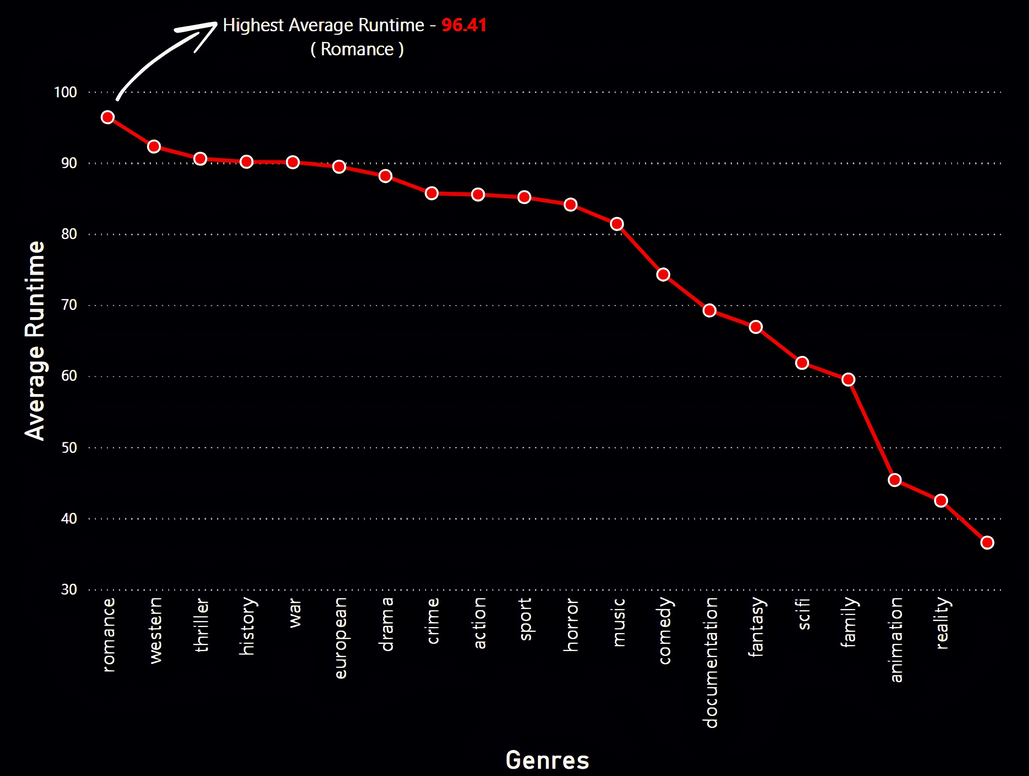 Highest Average Runtime - 96.41
( Romance )
100
90
80
70
60
50
40
30
Average Runtime
romance
western
thriller
history
war
european
drama
crime
action
sport
horror
music
comedy
documentation
fantasy
scifi
family
animation
reality
Genres